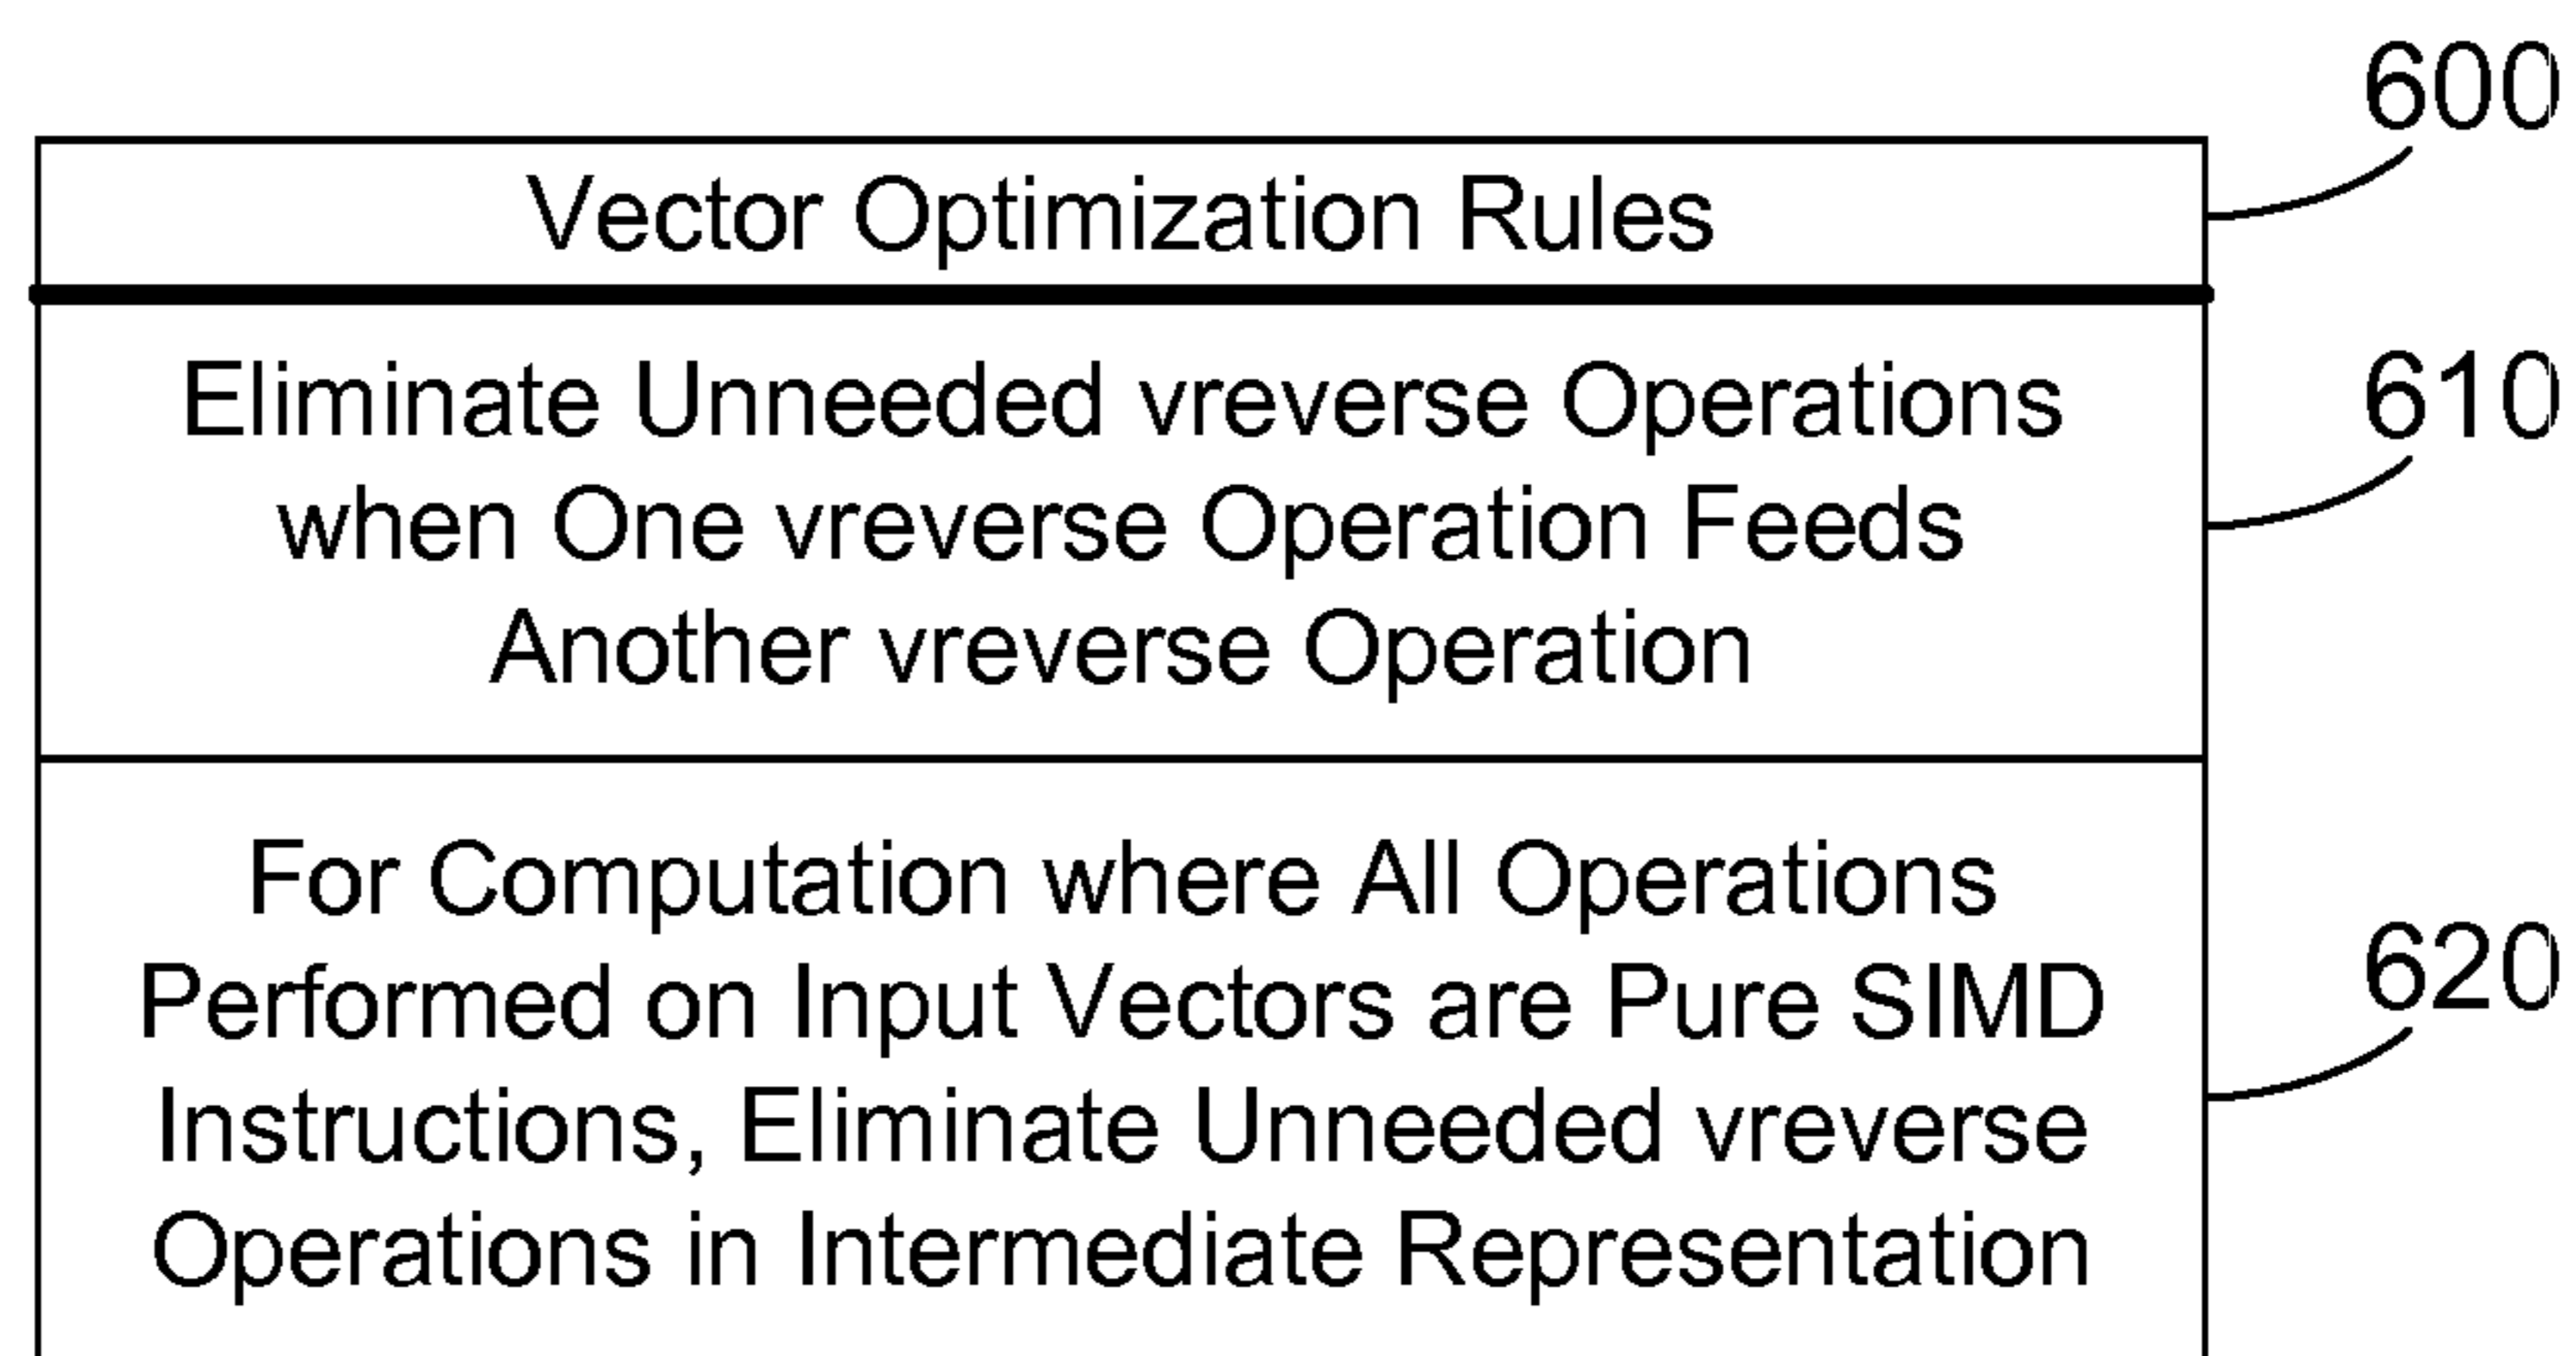 600
Vector Optimization Rules
Eliminate Unneeded vreverse Operations
610
when One vreverse Operation Feeds
Another vreverse Operation
For Computation where All Operations
Performed on Input Vectors are Pure SIMD
620
Instructions, Eliminate Unneeded vreverse
Operations in Intermediate Representation